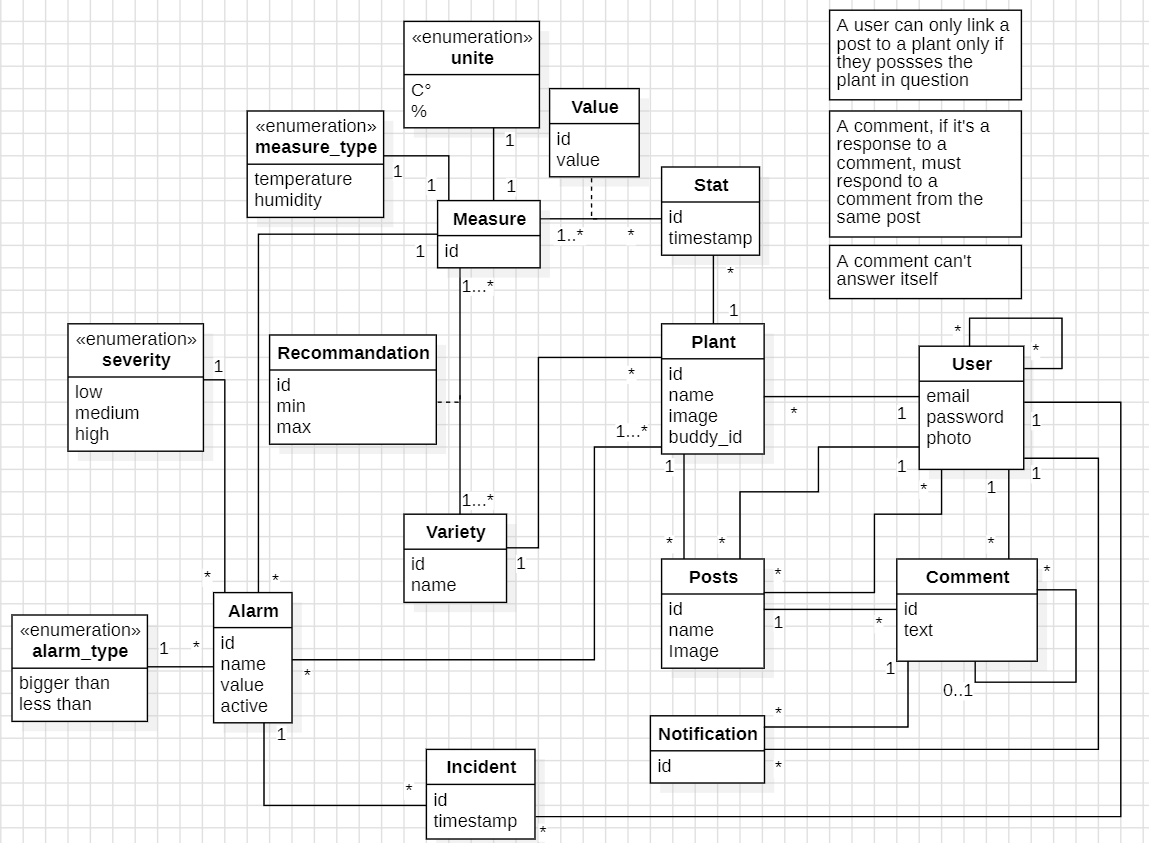 «enumeration»
unite
C°
%
Value
id
value
«enumeration»
measure_type
temperature
humidity
1
1
1
1
Stat
id
timestamp
Measure
id
1..*
*
1
1...*
*
1
A user can only link a
post to a plant only if
they possses the
plant in question
A comment, if it's a
response to a
comment, must
respond to a
comment from the
same post
A comment can't
answer itself
«enumeration»
severity
low
medium
high
1
Recommandation
id
min
max
Plant
id
name
image
buddy_id
*
1...*
1
*
1
*
*
User
email
password
photo
1
1
*
1
1
1...*
Variety
id
name
1
*
*
*
*
*
Posts
id
name
Image
1
*
Comment
id
text
1
0..1
*
*
Alarm
id
name
value
active
*
1
«enumeration»
alarm_type
bigger than
less than
1
*
Notification
id
*
*
Incident
id
timestamp
*
*